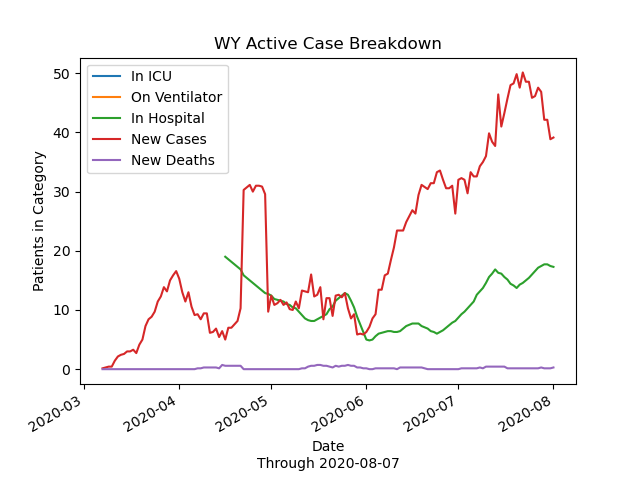 WY Active Case Breakdown
In ICU
On Ventilator
In Hospital
New Cases
New Deaths
Patients in Category
50
40
30
20
10
0
2020-03
2020-04
2020-05
2020-06
2020-07
2020-08
Date
Through 2020-08-07